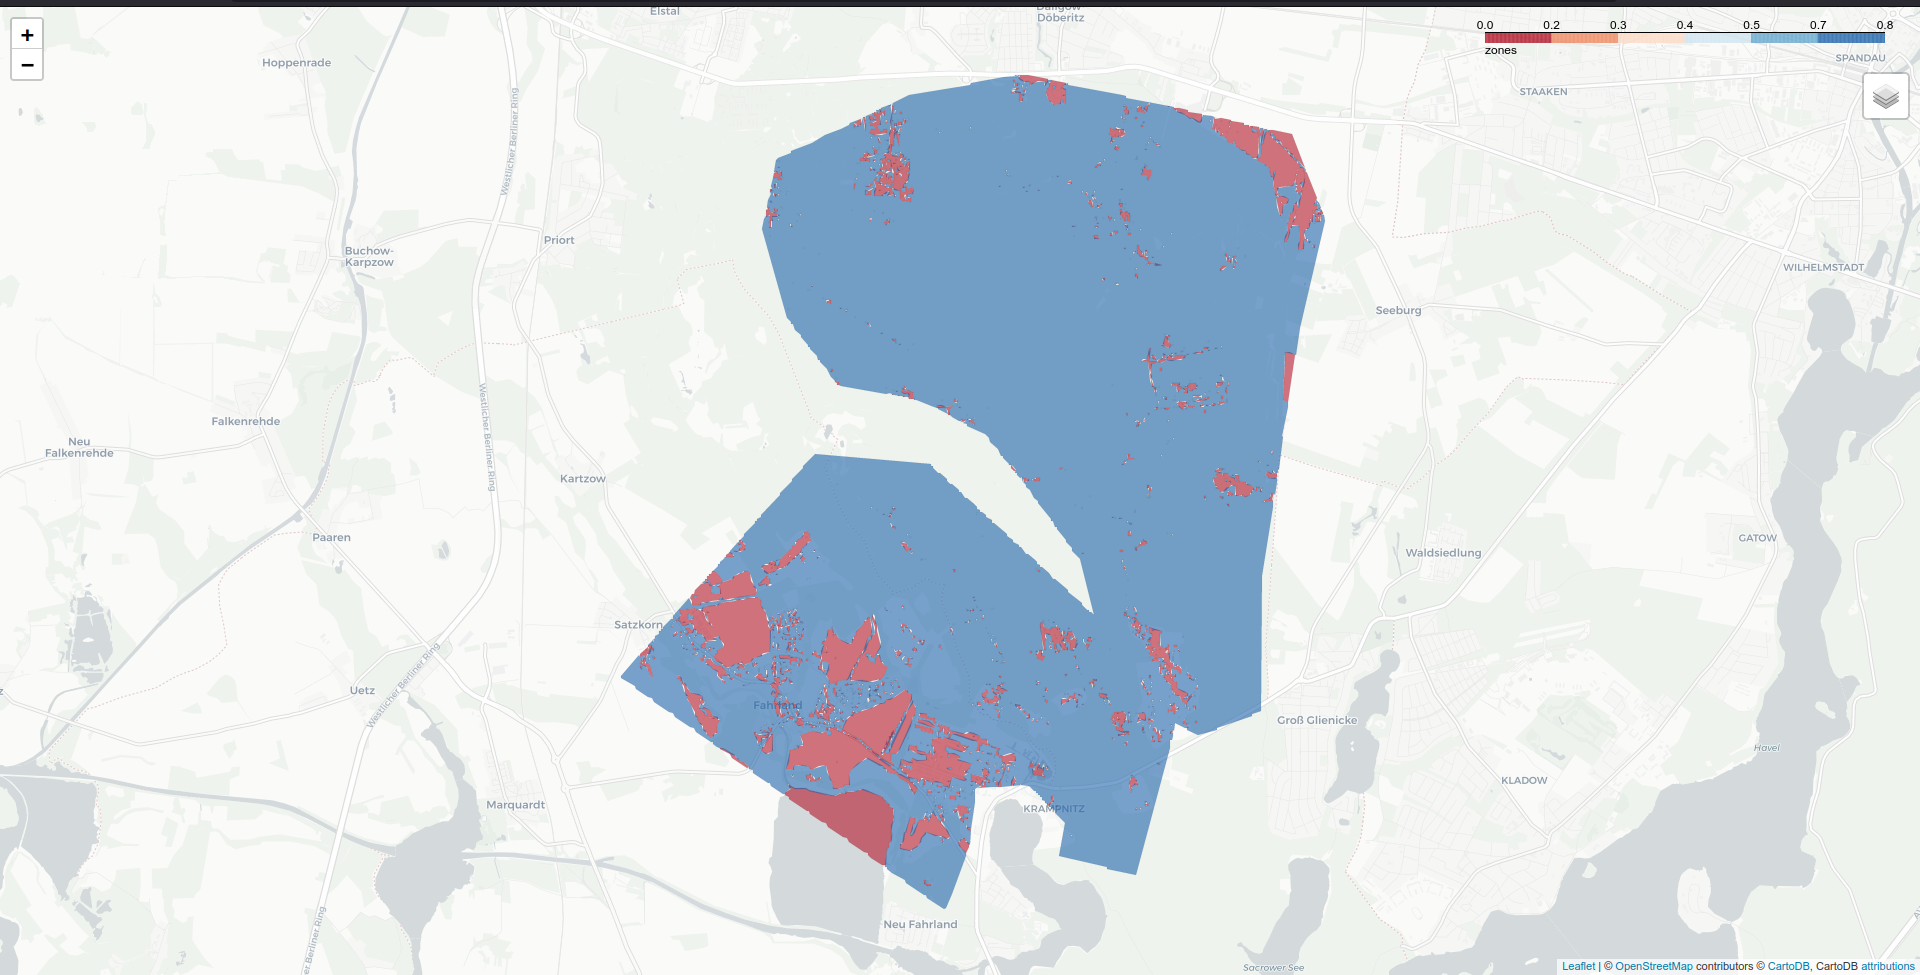 Elstal
Dallgow
Döberitz
+
−
Hoppenrade
0.0 0.2 0.3 0.4 0.5 0.7 0.8
zones
SPANDAU
STAAKEN
Westlicher Berliner Ring
Buchow-
Karpzow
Priort
WILHELMSTADT
Seeburg
Falkenrehde
Neu
Falkenrehde
Westlicher Berliner Ring
Kartzow
Paaren
GATOW
Waldsiedlung
Satzkorn
Uetz
Westlicher Berliner Ring
Fahrland
Groß Glienicke
Havel
KLADOW
Marquardt
KRAMPNITZ
Neu Fahrland
er Berliner Ring
Sacrower See
Leaflet | © OpenStreetMap contributors © CartoDB, CartoDB attributions